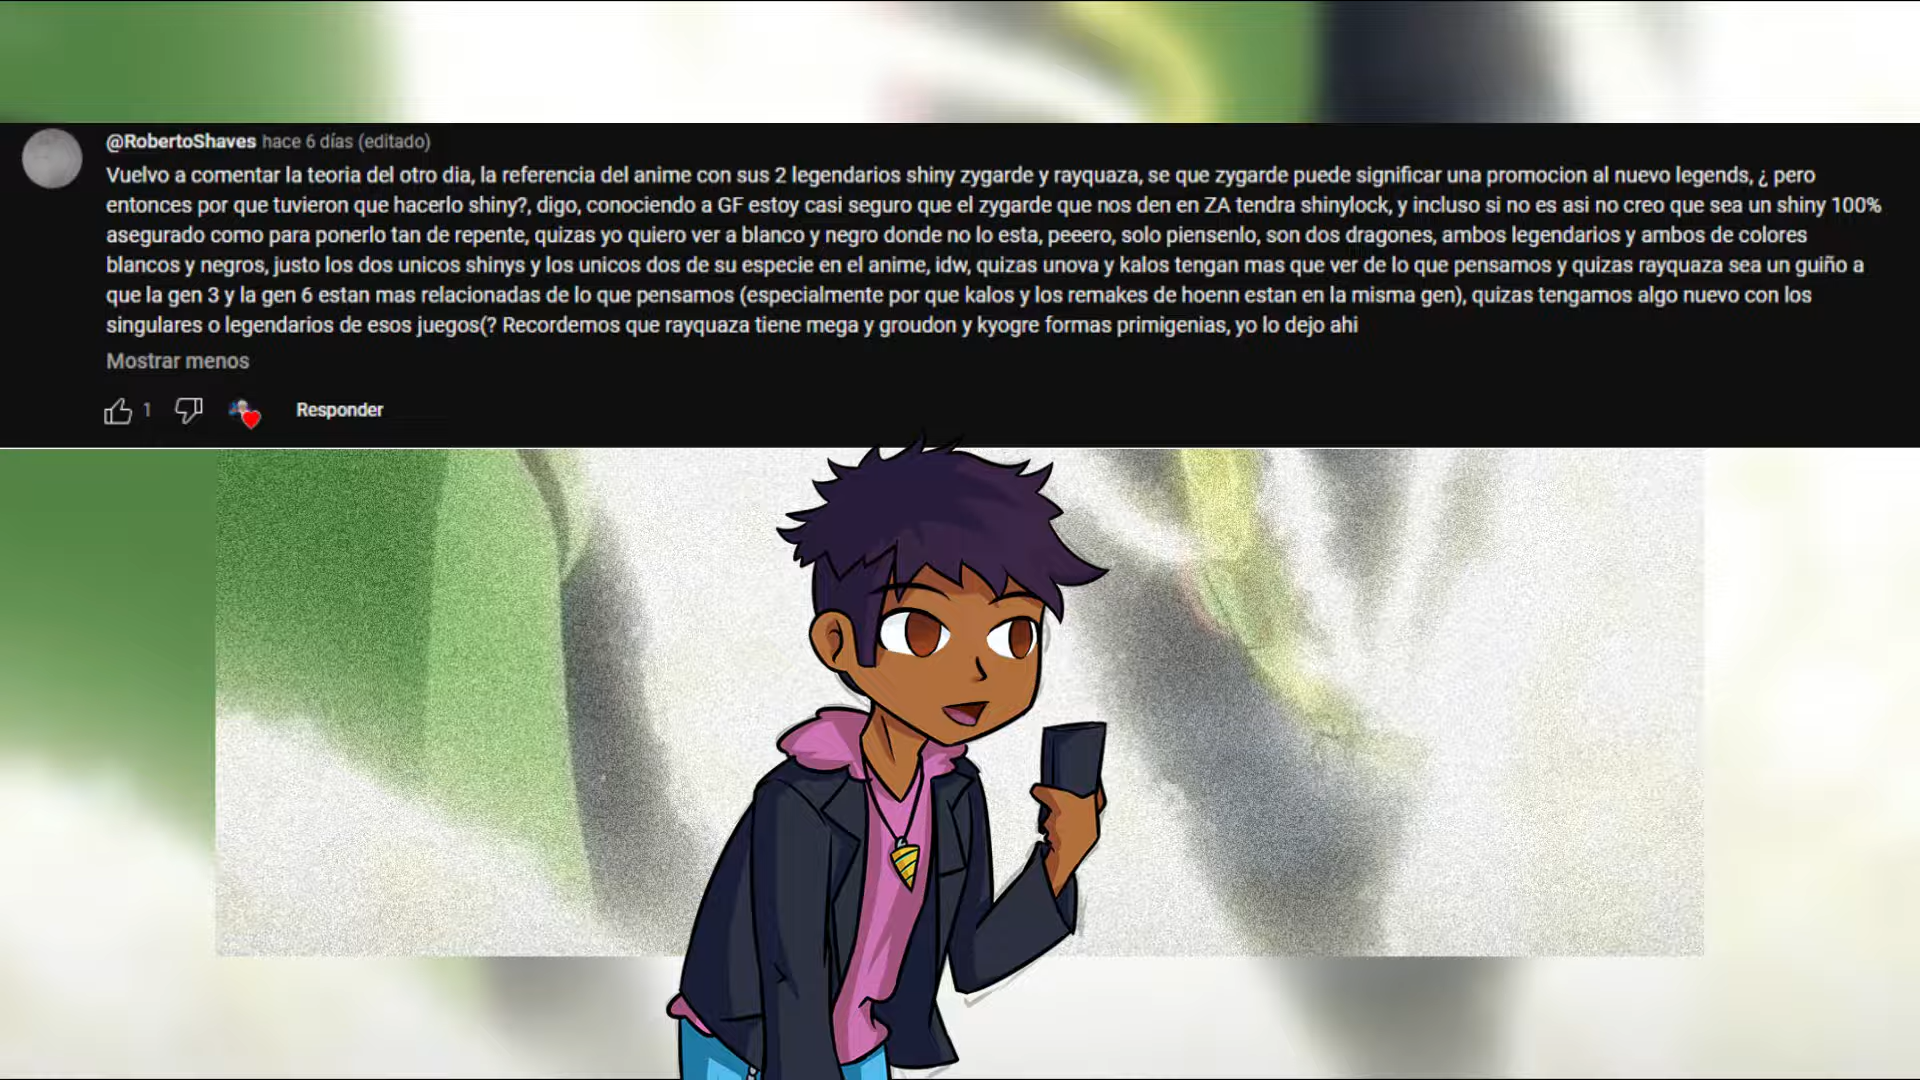 @RobertoShaves hace 6 días (editado)
Vuelvo a comentar la teoria del otro dia, la referencia del anime con sus 2 legendarios shiny zygarde y rayquaza, se que zygarde puede significar una promocion al nuevo legends, ¿ pero
entonces por que tuvieron que hacerlo shiny?, digo, conociendo a GF estoy casi seguro que el zygarde que nos den en ZA tendra shinylock, y incluso si no es asi no creo que sea un shiny 100%
asegurado como para ponerlo tan de repente, quizas yo quiero ver a blanco y negro donde no lo esta, peeero, solo piensenlo, son dos dragones, ambos legendarios y ambos de colores
blancos y negros, justo los dos unicos shinys y los unicos dos de su especie en el anime, idw, quizas unova y kalos tengan mas que ver de lo que pensamos y quizas rayquaza sea un guiño a
que la gen 3 y la gen 6 estan mas relacionadas de lo que pensamos (especialmente por que kalos y los remakes de hoenn estan en la misma gen), quizas tengamos algo nuevo con los
singulares o legendarios de esos juegos(? Recordemos que rayquaza tiene mega y groudon y kyogre formas primigenias, yo lo dejo ahi
Mostrar menos
1 Responder